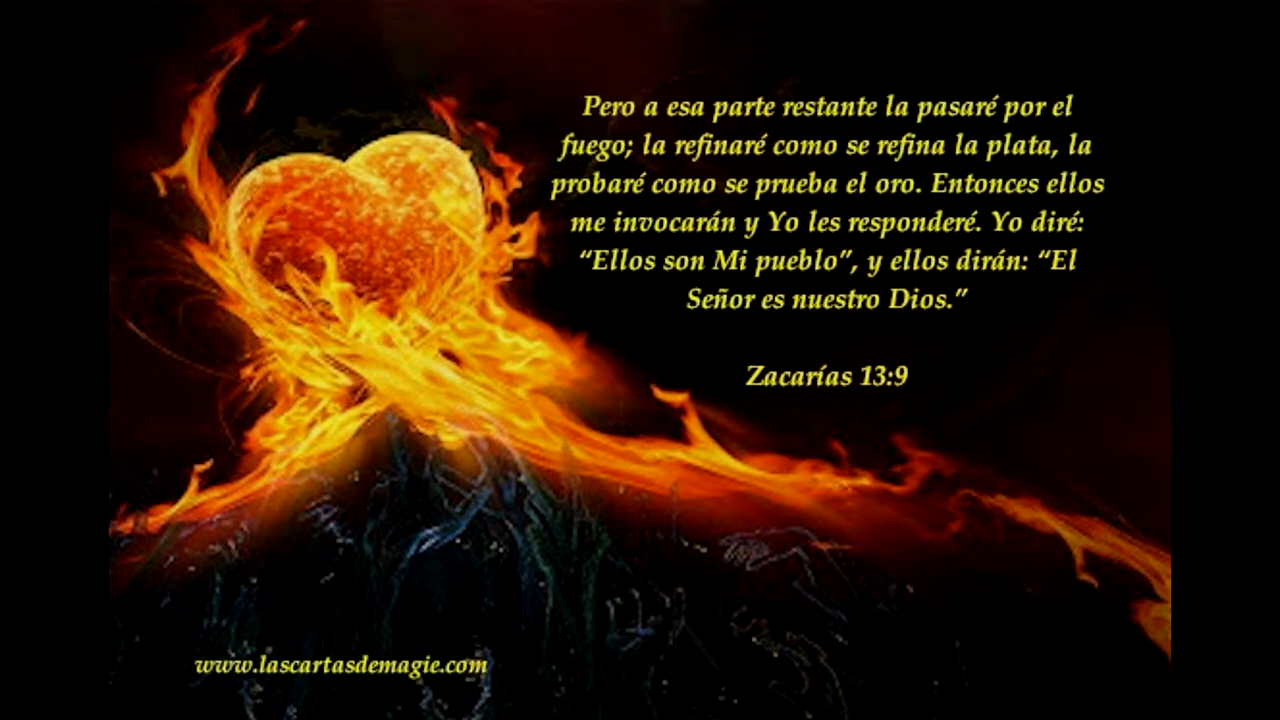 Pero a esa parte restante la pasaré por el
fuego; la refinaré como se refina la plata, la
probaré como se prueba el oro. Entonces ellos
me invocarán y Yo les responderé. Yo diré:
“Ellos son Mi pueblo”, y ellos dirán: “El
Señor es nuestro Dios.”
Zacarías 13:9
www.lascartasdemagie.com